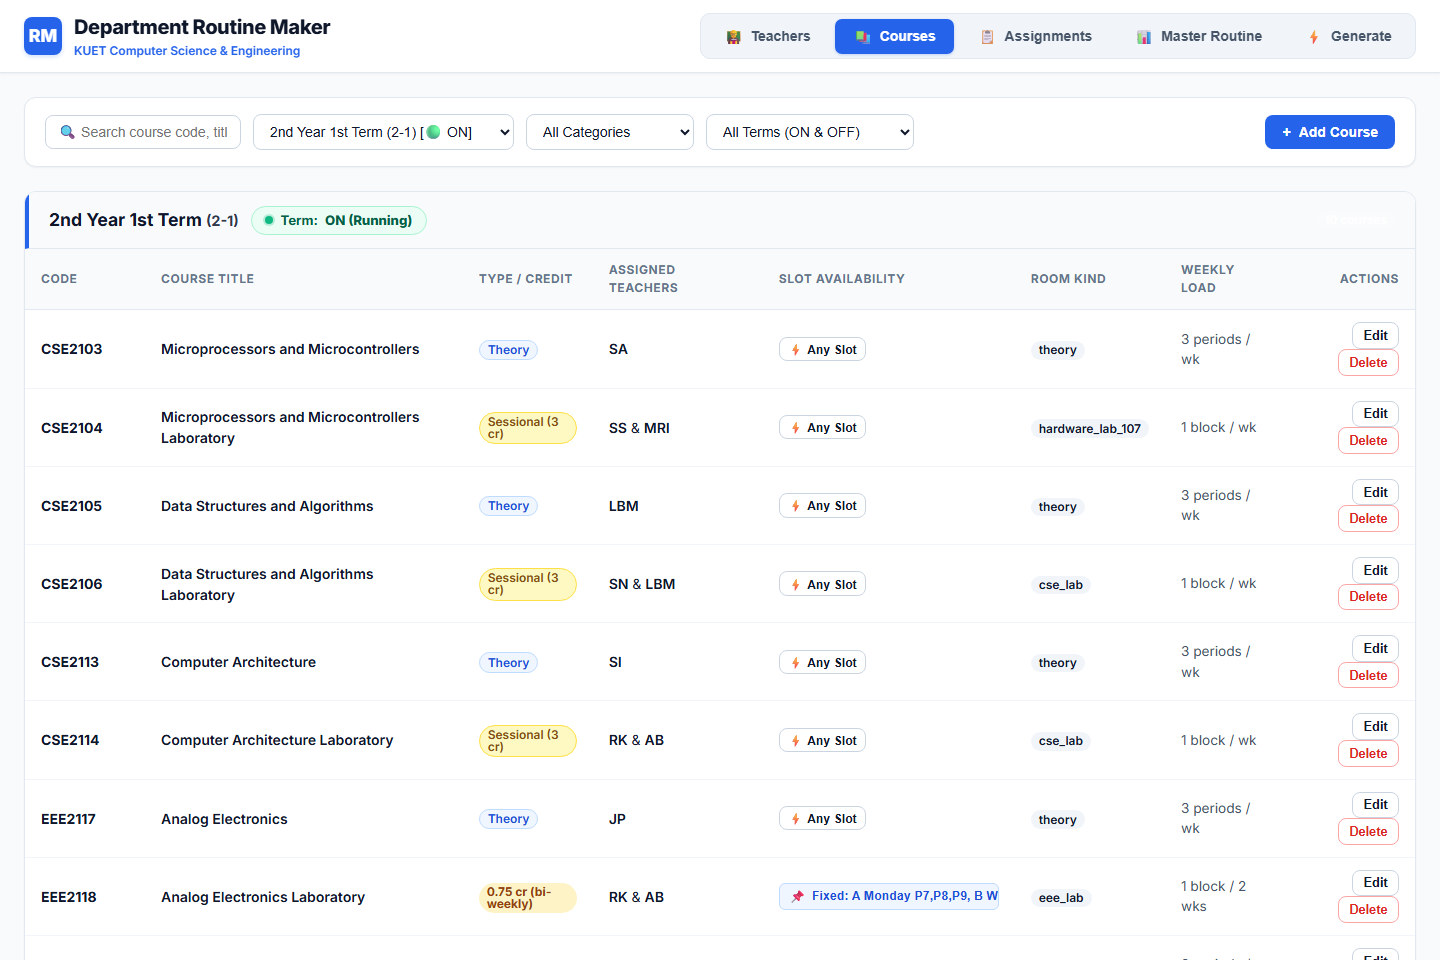 RM
Department Routine Maker
KUET Computer Science & Engineering
Teachers
Courses
Assignments
Master Routine
Generate
Search course code, titl
2nd Year 1st Term (2-1) [ ON]
All Categories
All Terms (ON & OFF)
+ Add Course
2nd Year 1st Term (2-1)
Term: ON (Running)
CODE
COURSE TITLE
TYPE / CREDIT
ASSIGNED
TEACHERS
SLOT AVAILABILITY
ROOM KIND
WEEKLY
LOAD
ACTIONS
CSE2103
Microprocessors and Microcontrollers
Theory
SA
Any Slot
theory
3 periods /
wk
Edit
Delete
CSE2104
Microprocessors and Microcontrollers
Laboratory
Sessional (3
cr)
SS & MRI
Any Slot
hardware_lab_107
1 block / wk
Edit
Delete
CSE2105
Data Structures and Algorithms
Theory
LBM
Any Slot
theory
3 periods /
wk
Edit
Delete
CSE2106
Data Structures and Algorithms
Laboratory
Sessional (3
cr)
SN & LBM
Any Slot
cse_lab
1 block / wk
Edit
Delete
CSE2113
Computer Architecture
Theory
SI
Any Slot
theory
3 periods /
wk
Edit
Delete
CSE2114
Computer Architecture Laboratory
Sessional (3
cr)
RK & AB
Any Slot
cse_lab
1 block / wk
Edit
Delete
EEE2117
Analog Electronics
Theory
JP
Any Slot
theory
3 periods /
wk
Edit
Delete
EEE2118
Analog Electronics Laboratory
0.75 cr (bi-
weekly)
RK & AB
Fixed: A Monday P7,P8,P9, B W
eee_lab
1 block / 2
wks
Edit
Delete
Edit